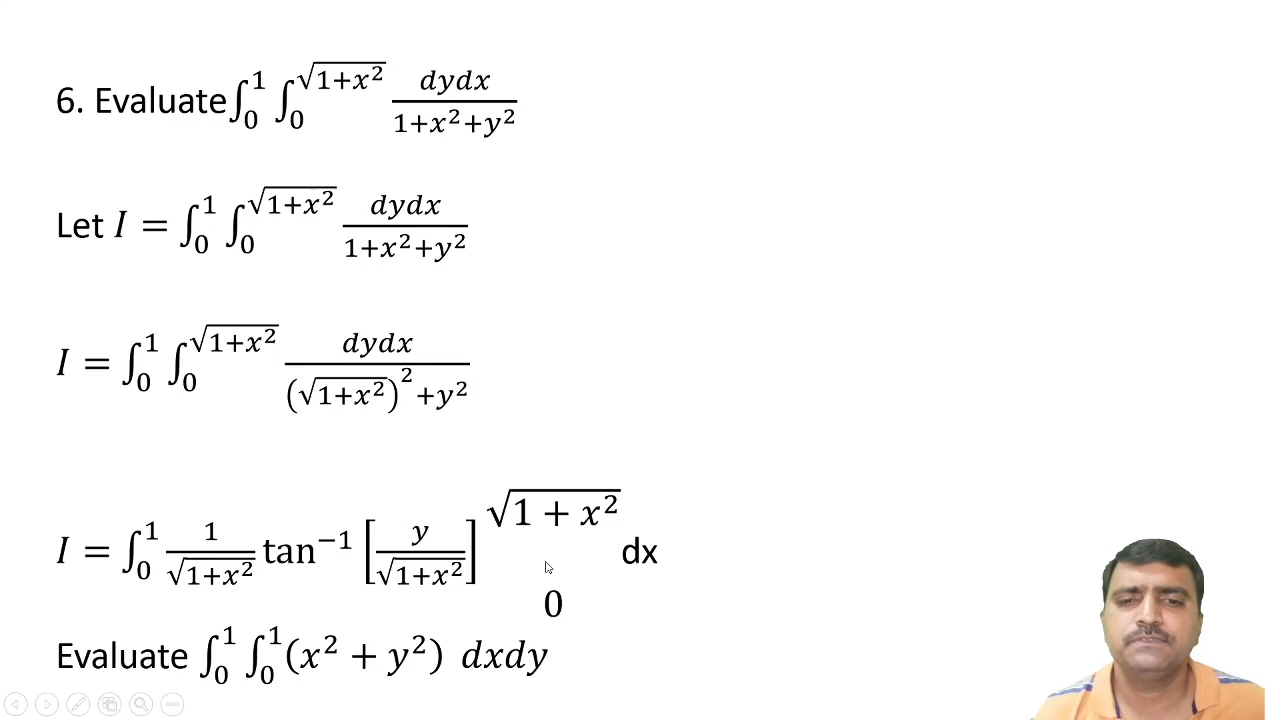 6. Evaluate ∫₀¹ ∫₀^√(1+x²) dydx/(1+x²+y²)
Let I = ∫₀¹ ∫₀^√(1+x²) dydx/(1+x²+y²)
I = ∫₀¹ ∫₀^√(1+x²) dydx/((√(1+x²))²+y²)
I = ∫₀¹ 1/√(1+x²) tan⁻¹ [y/√(1+x²)] √(1 + x²) 0 dx
Evaluate ∫₀¹ ∫₀¹ (x² + y²) dxdy